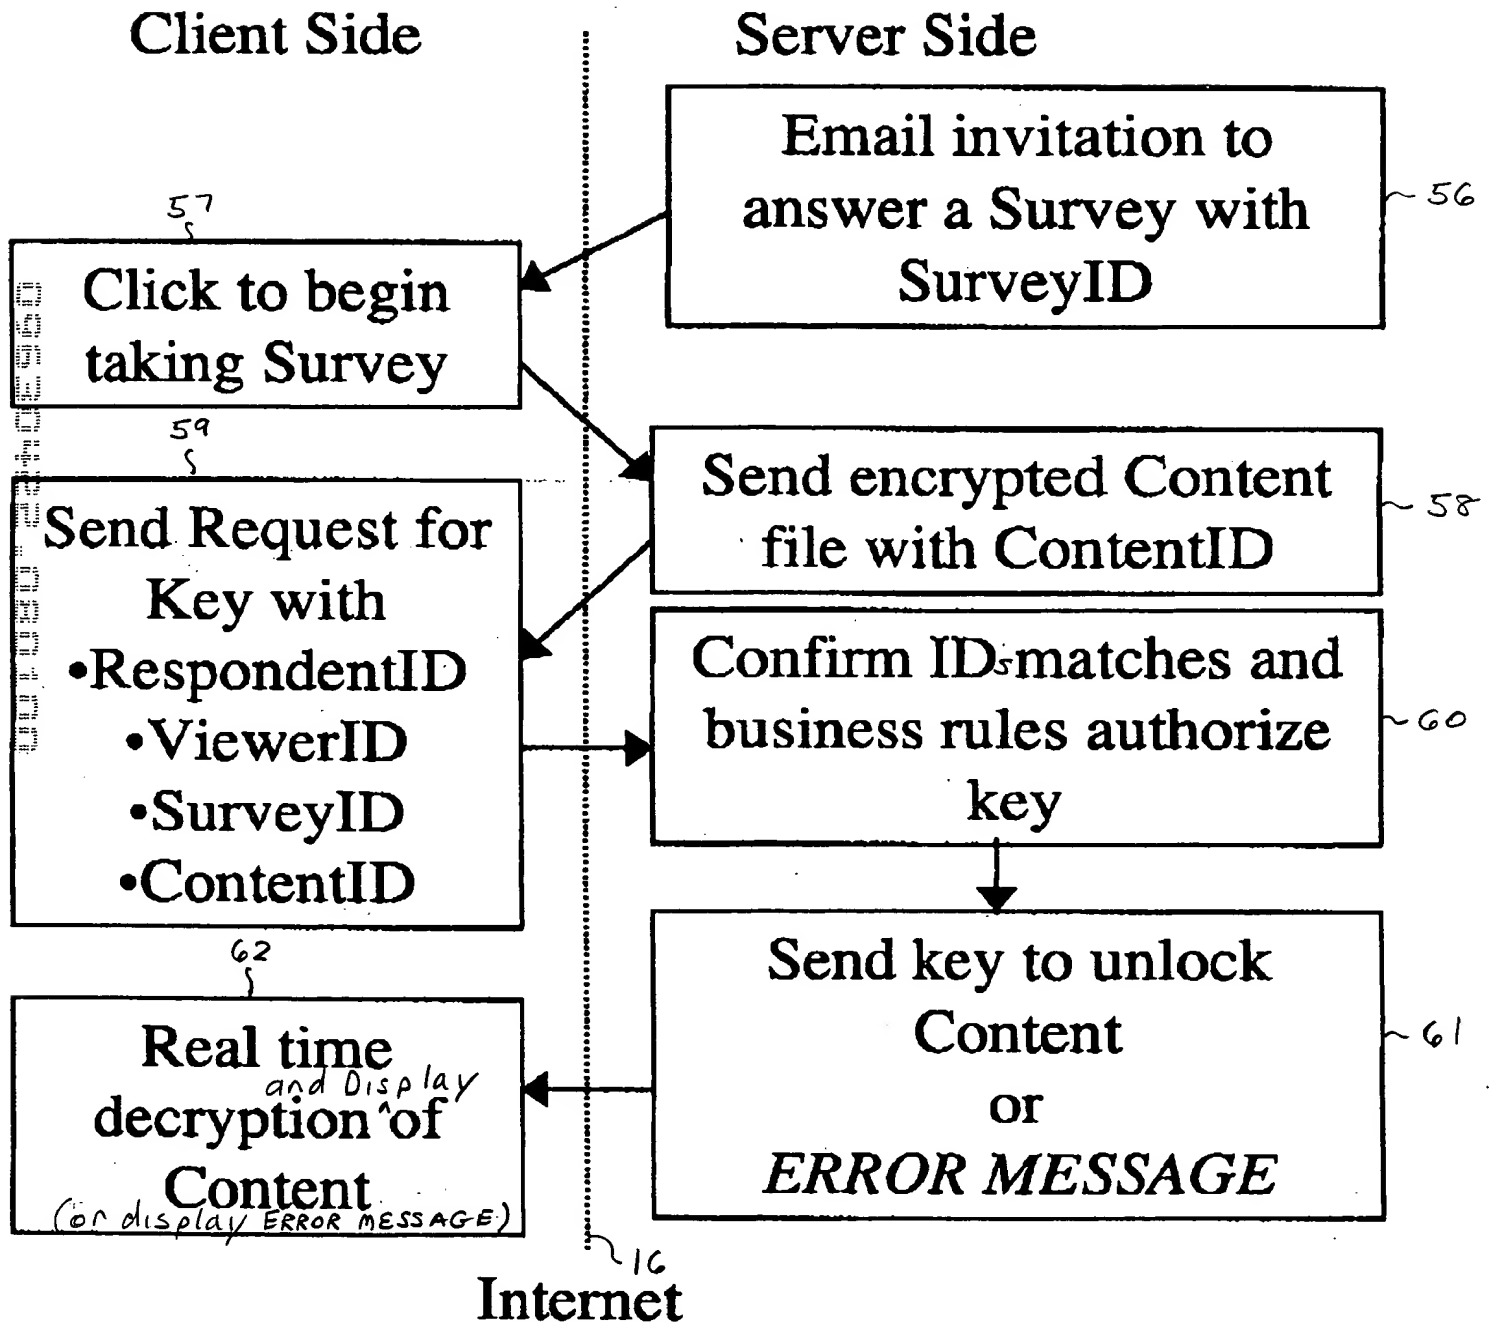 Client Side
Server Side
Email invitation to
answer a Survey with
SurveyID
56
57
Click to begin
taking Survey
Send encrypted Content
file with ContentID
58
59
Send Request for
Key with
•RespondentID
•ViewerID
•SurveyID
•ContentID
Confirm IDs matches and
business rules authorize
key
60
Send key to unlock
Content
or
ERROR MESSAGE
61
62
Real time
and Display
decryption ^ of
Content
(or display ERROR MESSAGE)
16
Internet